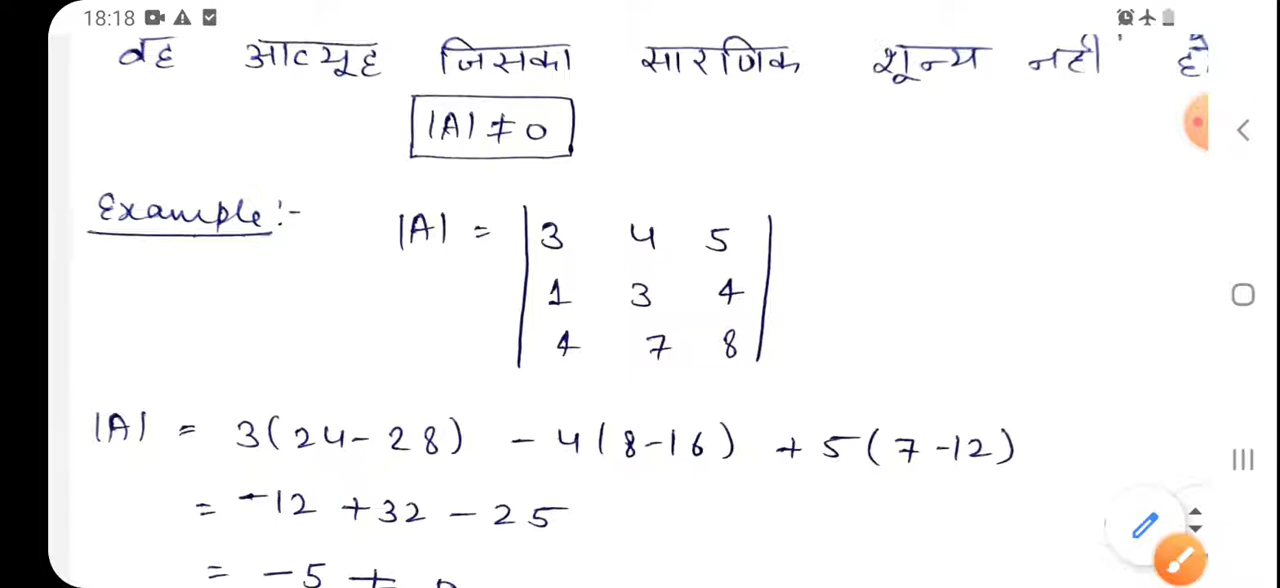 18:18
वह आव्यूह जिसका सारणिक शून्य नहीं है
|A| ≠ 0
Example:- |A| = | 3 4 5 |
| 1 3 4 |
| 4 7 8 |
|A| = 3(24-28) - 4(8-16) + 5(7-12)
= -12 +32 - 25
= -5 ≠